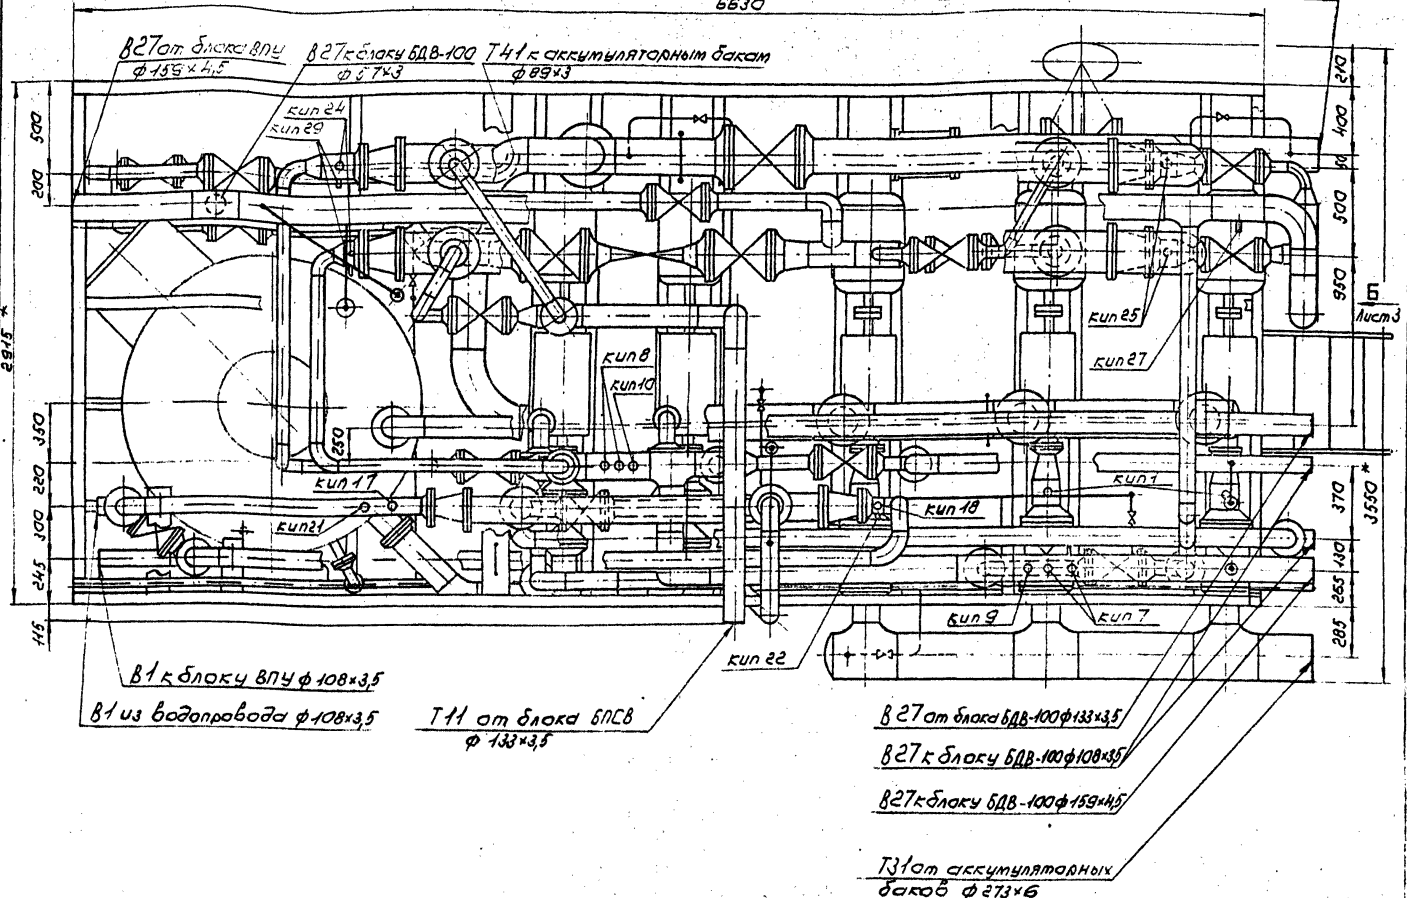 6630
В27 от блока ВПУ
ф 159×4,5
В27 к блоку БДВ-100
ф 57×3
Т41 к аккумуляторным бакам
ф 89×3
кип 24
кип 29
210
400
500
950
500
200
2915 *
350
220
300
245
115
250
Б
Лист 3
кип 25
кип 27
кип 8
кип 10
кип 17
кип 21
кип 18
кип 1
кип 9
кип 7
кип 22
370
3550 *
265
285
В1 к блоку ВПУ ф 108×3,5
В1 из водопровода ф 108×3,5
Т11 от блока БПСВ
ф 133×3,5
В27 от блока БДВ-100 ф 133×3,5
В27 к блоку БДВ-100 ф 108×3,5
В27 к блоку БДВ-100 ф 159×4,5
Т31 от аккумуляторных
баков ф 273×6